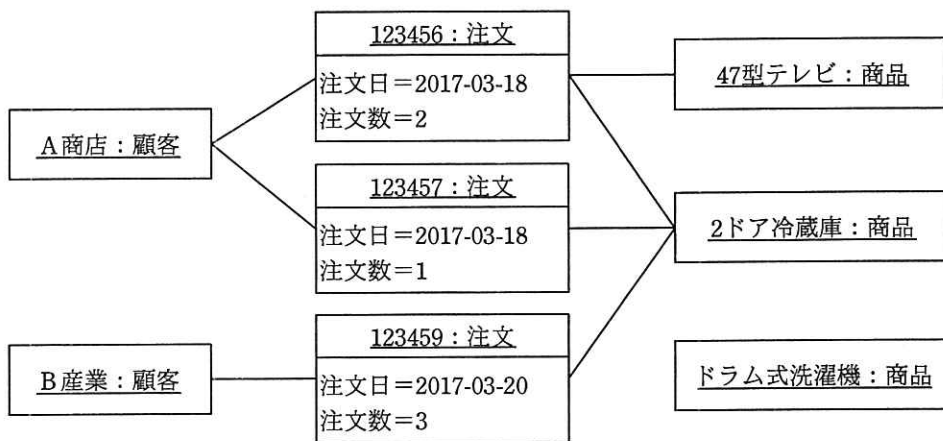 123456：注文
注文日＝2017-03-18
注文数＝2
47型テレビ：商品
A商店：顧客
123457：注文
注文日＝2017-03-18
注文数＝1
2ドア冷蔵庫：商品
123459：注文
注文日＝2017-03-20
注文数＝3
B産業：顧客
ドラム式洗濯機：商品